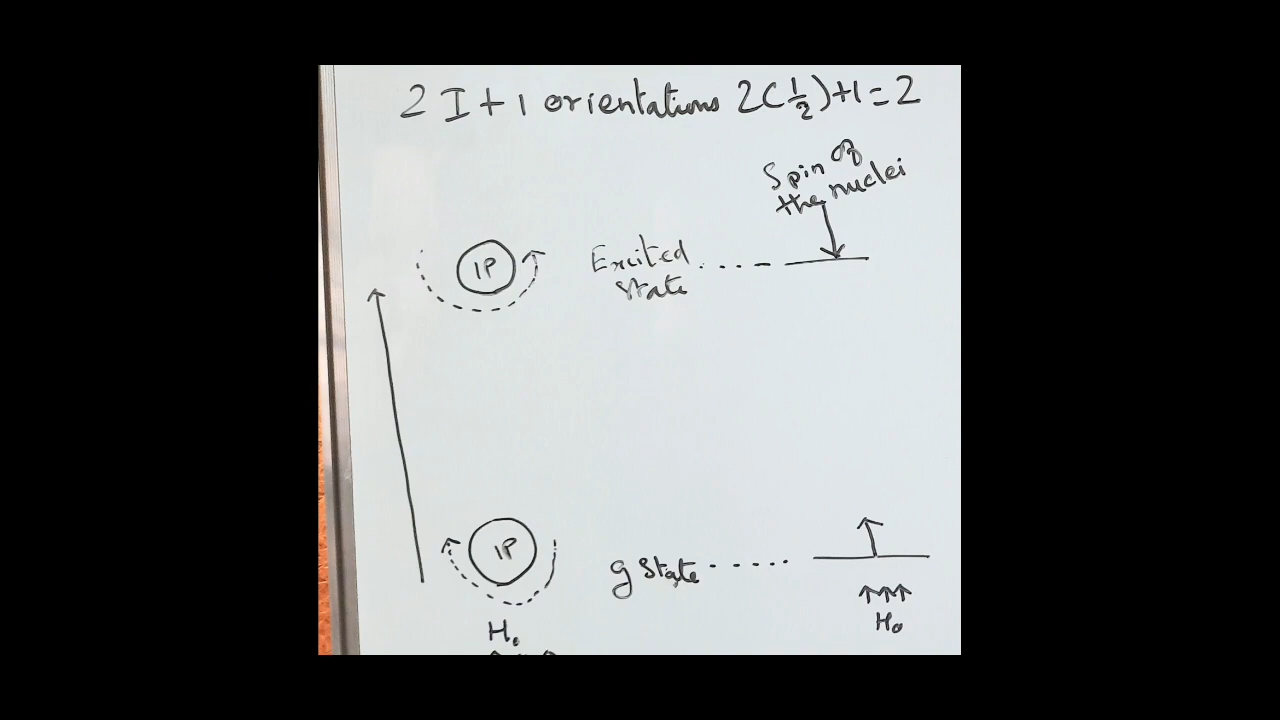 2 I + 1 orientations 2(½)+1=2
Spin of
the nuclei
1P
Excited
state
1P
g state
H₀
H₀